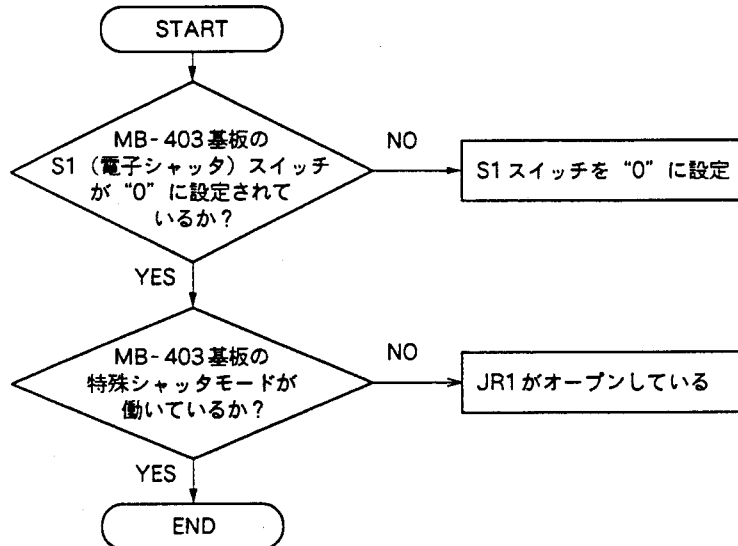 START
MB-403基板の
S1（電子シャッタ）スイッチ
が“0”に設定されて
いるか？
NO
S1スイッチを“0”に設定
YES
MB-403基板の
特殊シャッタモードが
働いているか？
NO
JR1がオープンしている
YES
END